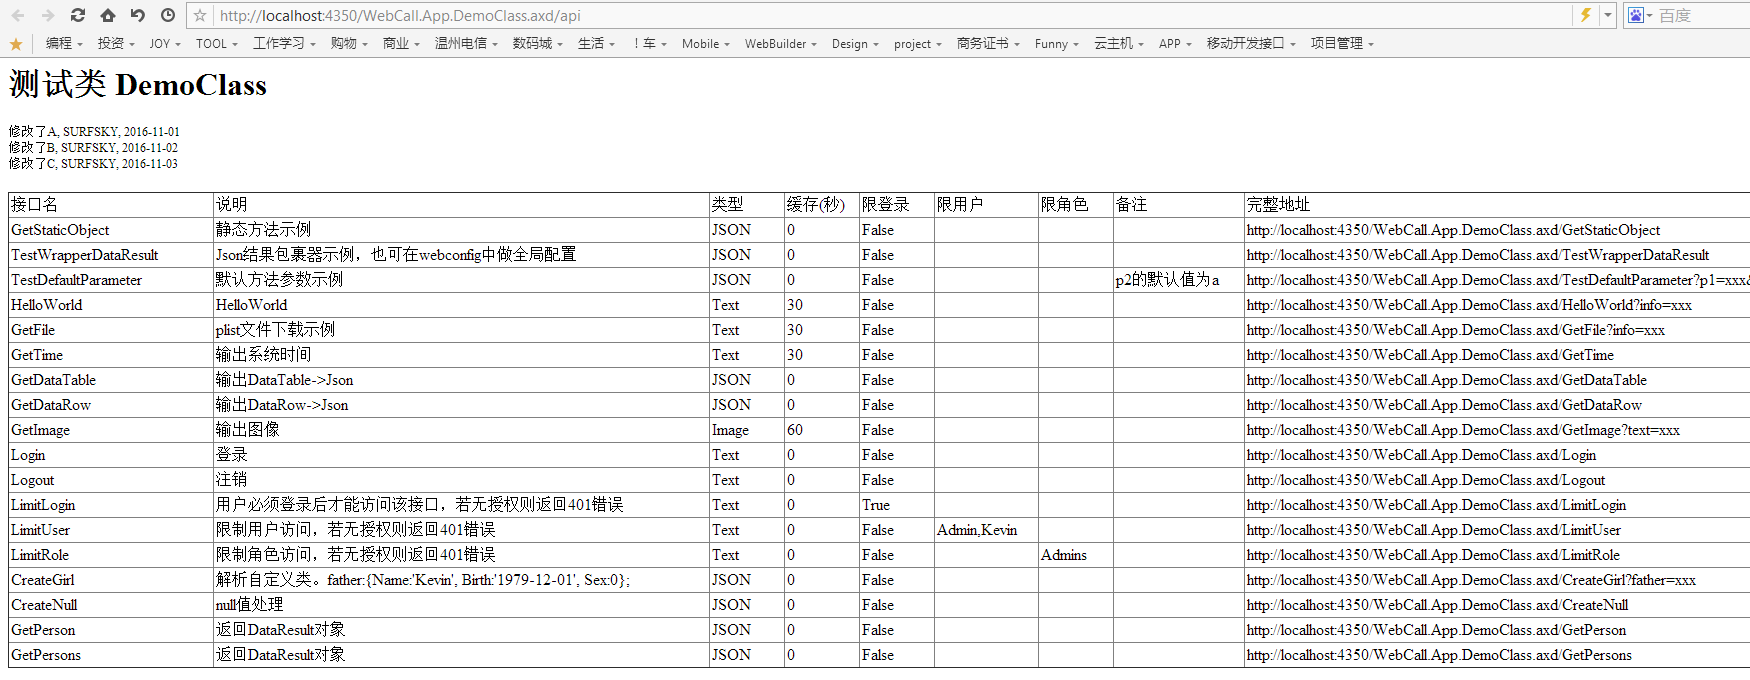 http://localhost:4350/WebCall.App.DemoClass.axd/api 百度
编程 投资 JOY TOOL 工作学习 购物 商业 温州电信 数码城 生活 ！车 Mobile WebBuilder Design project 商务证书 Funny 云主机 APP 移动开发接口 项目管理
测试类 DemoClass
修改了A, SURFSKY, 2016-11-01
修改了B, SURFSKY, 2016-11-02
修改了C, SURFSKY, 2016-11-03
接口名 说明 类型 缓存(秒) 限登录 限用户 限角色 备注 完整地址
GetStaticObject 静态方法示例 JSON 0 False http://localhost:4350/WebCall.App.DemoClass.axd/GetStaticObject
TestWrapperDataResult Json结果包裹器示例，也可在webconfig中做全局配置 JSON 0 False http://localhost:4350/WebCall.App.DemoClass.axd/TestWrapperDataResult
TestDefaultParameter 默认方法参数示例 JSON 0 False p2的默认值为a http://localhost:4350/WebCall.App.DemoClass.axd/TestDefaultParameter?p1=xxx&
HelloWorld HelloWorld Text 30 False http://localhost:4350/WebCall.App.DemoClass.axd/HelloWorld?info=xxx
GetFile plist文件下载示例 Text 30 False http://localhost:4350/WebCall.App.DemoClass.axd/GetFile?info=xxx
GetTime 输出系统时间 Text 30 False http://localhost:4350/WebCall.App.DemoClass.axd/GetTime
GetDataTable 输出DataTable->Json JSON 0 False http://localhost:4350/WebCall.App.DemoClass.axd/GetDataTable
GetDataRow 输出DataRow->Json JSON 0 False http://localhost:4350/WebCall.App.DemoClass.axd/GetDataRow
GetImage 输出图像 Image 60 False http://localhost:4350/WebCall.App.DemoClass.axd/GetImage?text=xxx
Login 登录 Text 0 False http://localhost:4350/WebCall.App.DemoClass.axd/Login
Logout 注销 Text 0 False http://localhost:4350/WebCall.App.DemoClass.axd/Logout
LimitLogin 用户必须登录后才能访问该接口，若无授权则返回401错误 Text 0 True http://localhost:4350/WebCall.App.DemoClass.axd/LimitLogin
LimitUser 限制用户访问，若无授权则返回401错误 Text 0 False Admin,Kevin http://localhost:4350/WebCall.App.DemoClass.axd/LimitUser
LimitRole 限制角色访问，若无授权则返回401错误 Text 0 False Admins http://localhost:4350/WebCall.App.DemoClass.axd/LimitRole
CreateGirl 解析自定义类。father:{Name:'Kevin', Birth:'1979-12-01', Sex:0}; JSON 0 False http://localhost:4350/WebCall.App.DemoClass.axd/CreateGirl?father=xxx
CreateNull null值处理 JSON 0 False http://localhost:4350/WebCall.App.DemoClass.axd/CreateNull
GetPerson 返回DataResult对象 JSON 0 False http://localhost:4350/WebCall.App.DemoClass.axd/GetPerson
GetPersons 返回DataResult对象 JSON 0 False http://localhost:4350/WebCall.App.DemoClass.axd/GetPersons